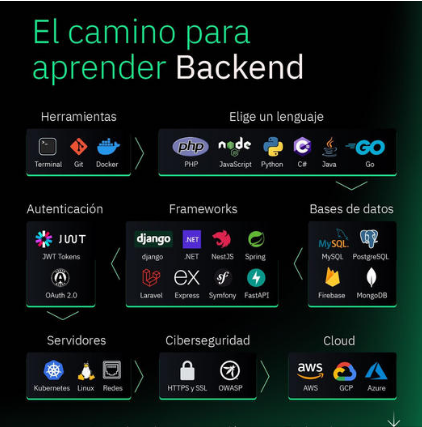 El camino para
aprender Backend
Herramientas
Elige un lenguaje
php
node
GO
Terminal
Git
Docker
PHP
JavaScript
Python
C#
Java
Go
Autenticación
Frameworks
Bases de datos
JWT
django
.NET
MySQL
JWT Tokens
django
.NET
NestJS
Spring
MySQL
PostgreSQL
ex
sf
OAuth 2.0
Laravel
Express
Symfony
FastAPI
Firebase
MongoDB
Servidores
Ciberseguridad
Cloud
aws
Kubernetes
Linux
Redes
HTTPS y SSL
OWASP
AWS
GCP
Azure